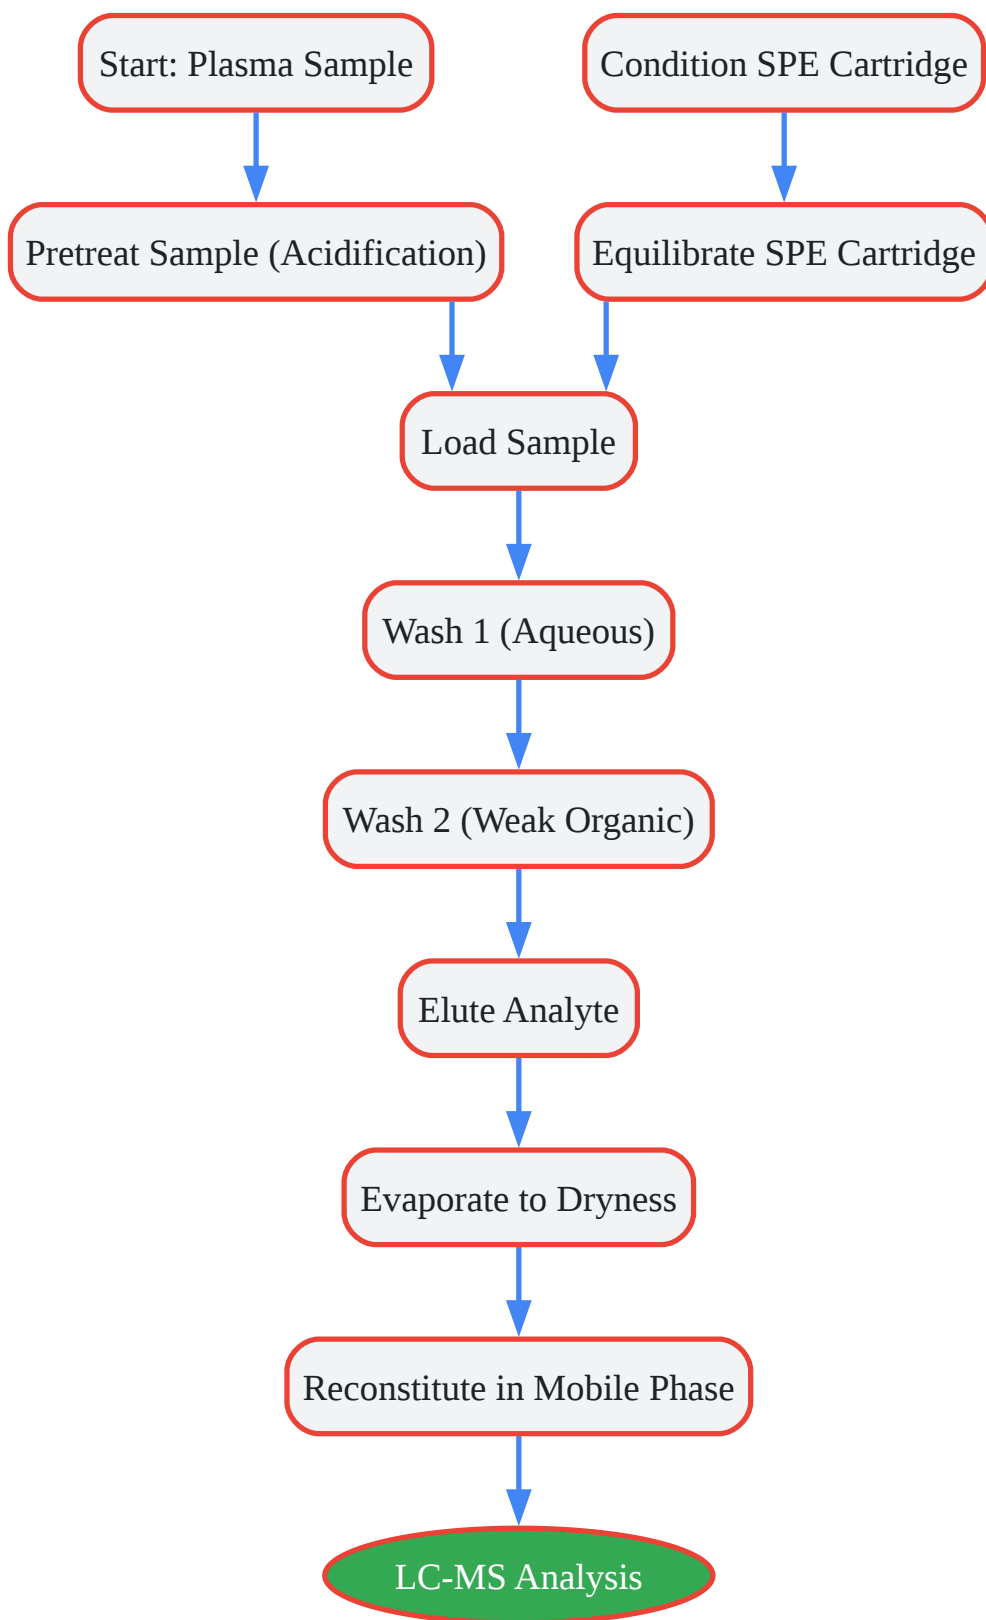 Start: Plasma Sample
Condition SPE Cartridge
Pretreat Sample (Acidification)
Equilibrate SPE Cartridge
Load Sample
Wash 1 (Aqueous)
Wash 2 (Weak Organic)
Elute Analyte
Evaporate to Dryness
Reconstitute in Mobile Phase
LC-MS Analysis